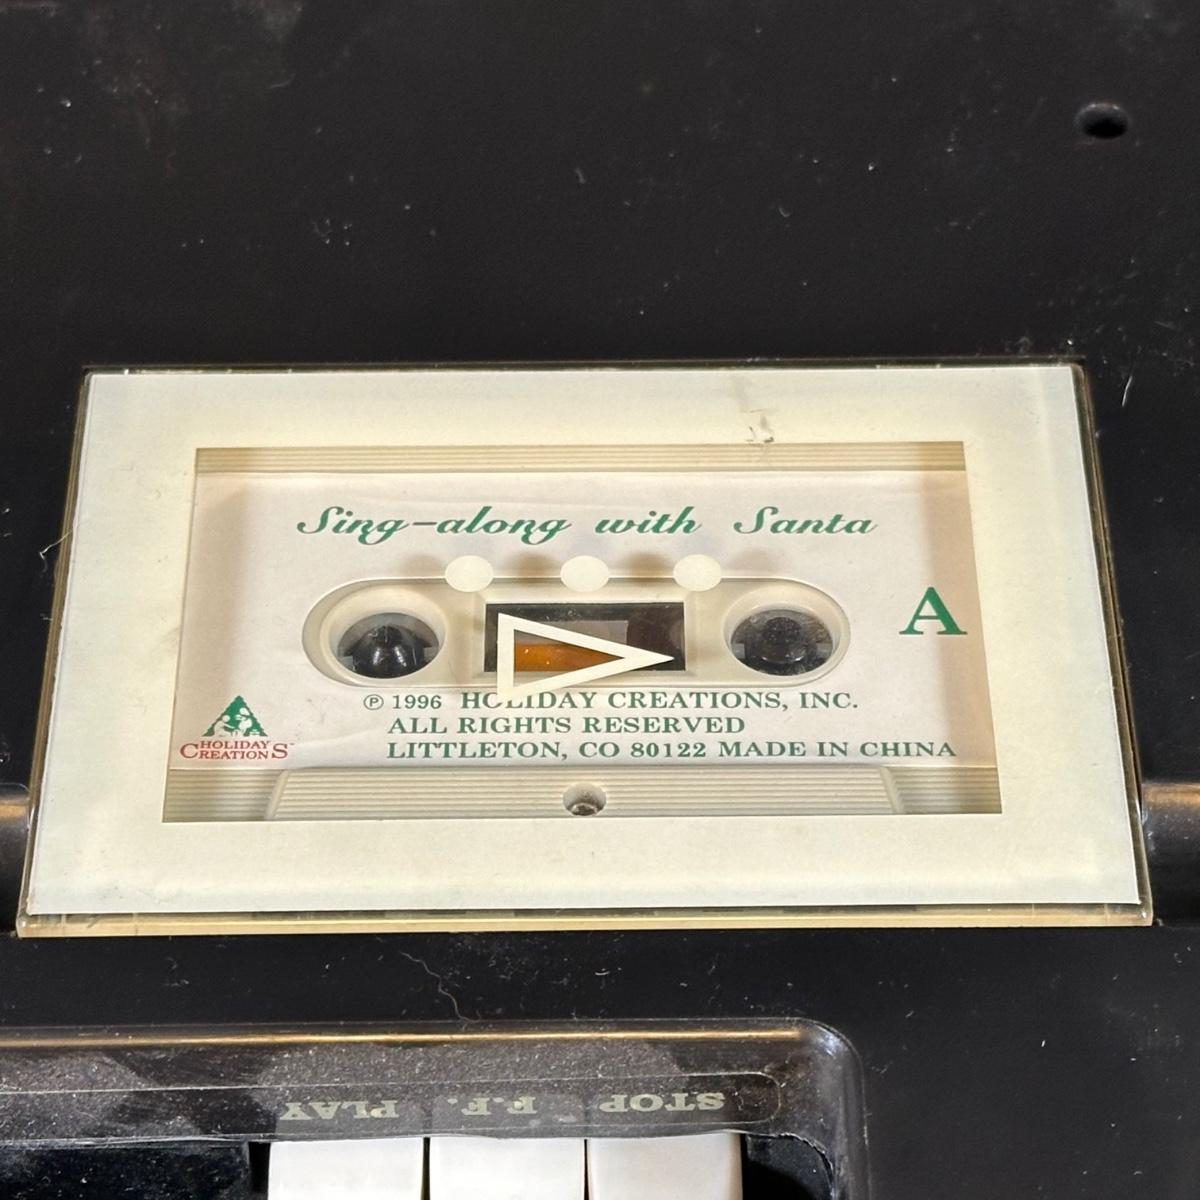 Sing-along with Santa
A
℗ 1996 HOLIDAY CREATIONS, INC.
ALL RIGHTS RESERVED
LITTLETON, CO 80122 MADE IN CHINA
HOLIDAY
CREATIONS™
STOP F.F. PLAY